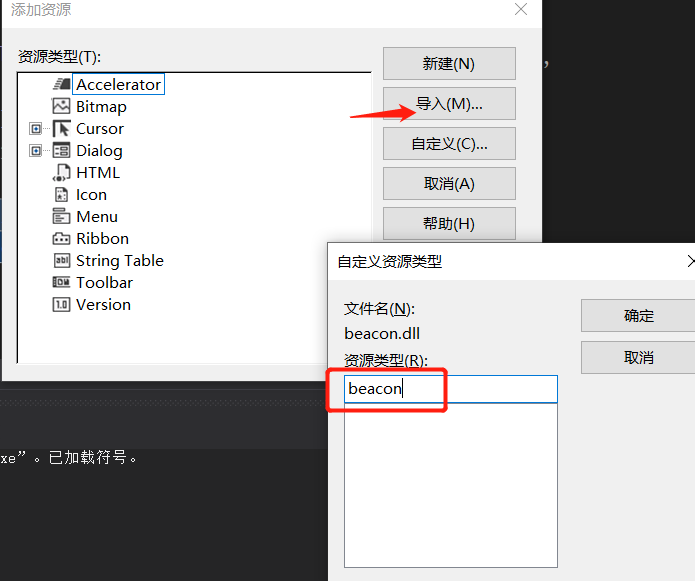 添加资源
资源类型(T):
Accelerator
Bitmap
Cursor
Dialog
HTML
Icon
Menu
Ribbon
String Table
Toolbar
Version
新建(N)
导入(M)...
自定义(C)...
取消(A)
帮助(H)
,
自定义资源类型
文件名(N):
beacon.dll
资源类型(R):
beacon
确定
取消
xe”。已加载符号。